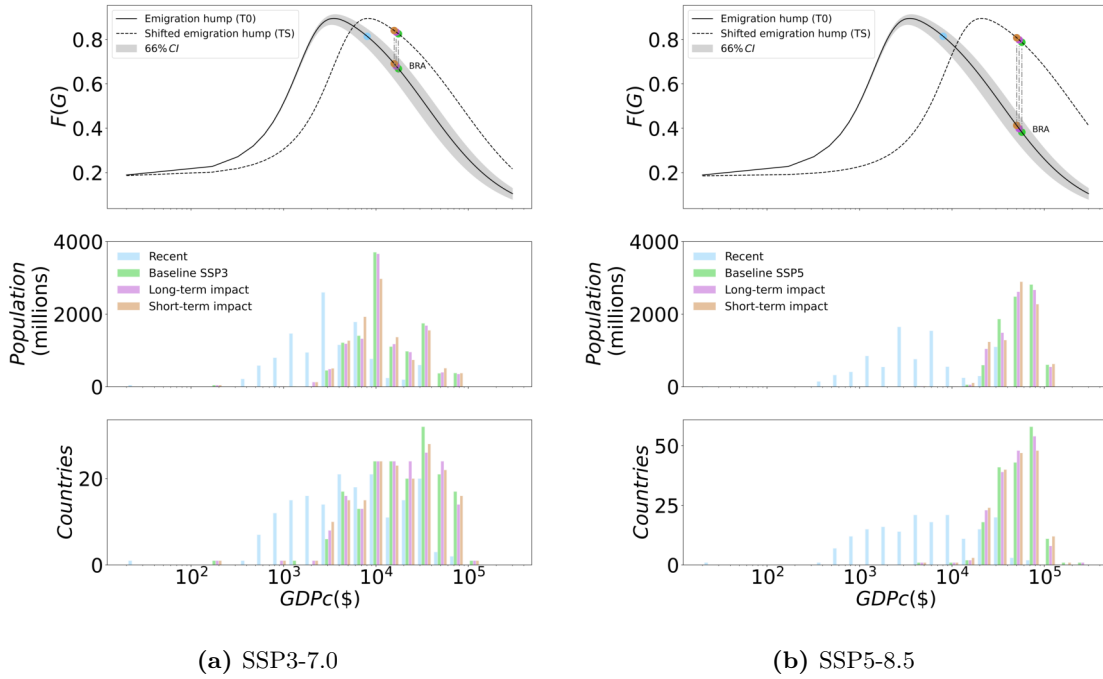 Emigration hump (T0)
Shifted emigration hump (TS)
66% CI
0.8
0.6
0.4
0.2
F(G)
BRA
4000
2000
0
Population
(millions)
Recent
Baseline SSP3
Long-term impact
Short-term impact
20
0
Countries
10² 10³ 10⁴ 10⁵
GDPc($)
(a) SSP3-7.0
Emigration hump (T0)
Shifted emigration hump (TS)
66% CI
0.8
0.6
0.4
0.2
F(G)
BRA
4000
2000
0
Population
(millions)
Recent
Baseline SSP5
Long-term impact
Short-term impact
50
25
0
Countries
10² 10³ 10⁴ 10⁵
GDPc($)
(b) SSP5-8.5